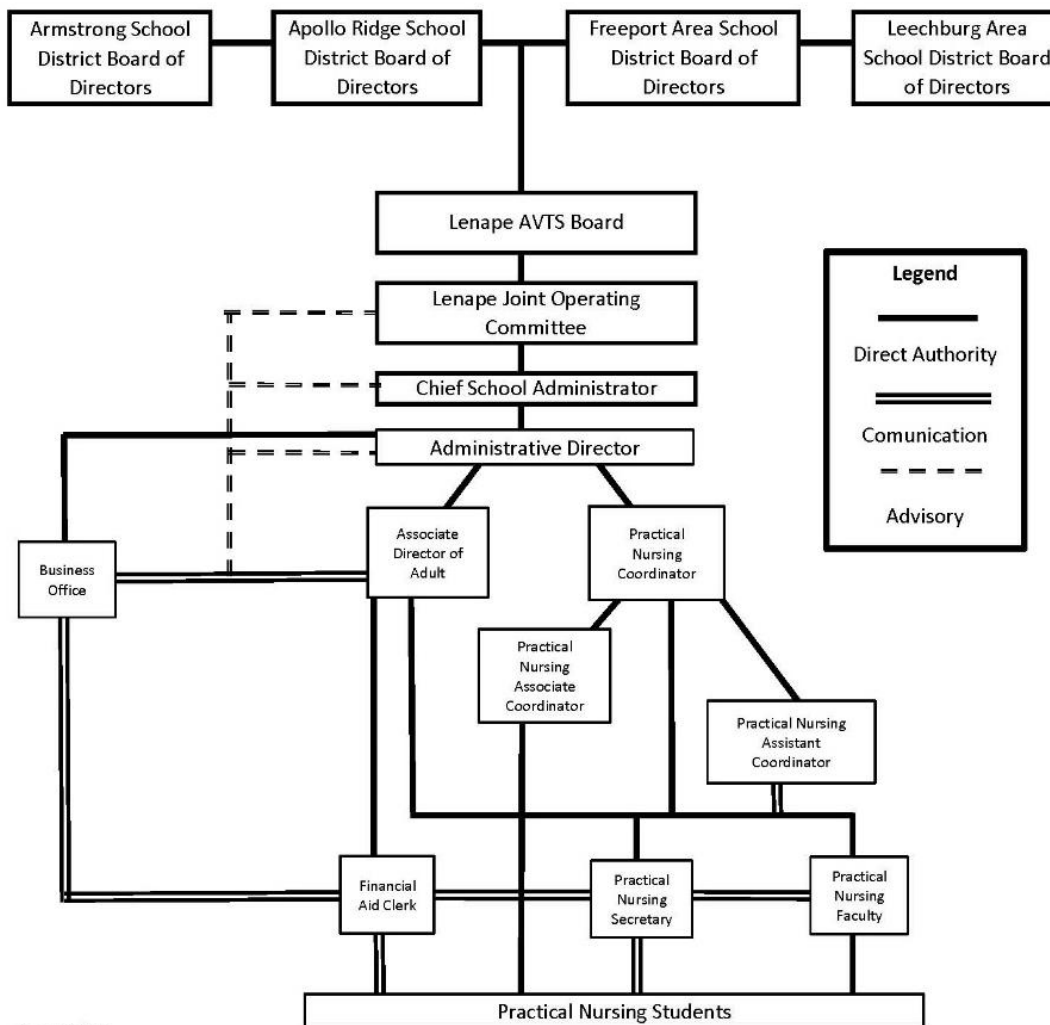 Armstrong School
District Board of
Directors
Apollo Ridge School
District Board of
Directors
Freeport Area School
District Board of
Directors
Leechburg Area
School District Board
of Directors
Lenape AVTS Board
Lenape Joint Operating
Committee
Chief School Administrator
Administrative Director
Legend
Direct Authority
Comunication
Advisory
Business
Office
Associate
Director of
Adult
Practical
Nursing
Coordinator
Practical
Nursing
Associate
Coordinator
Practical Nursing
Assistant
Coordinator
Financial
Aid Clerk
Practical
Nursing
Secretary
Practical
Nursing
Faculty
Practical Nursing Students